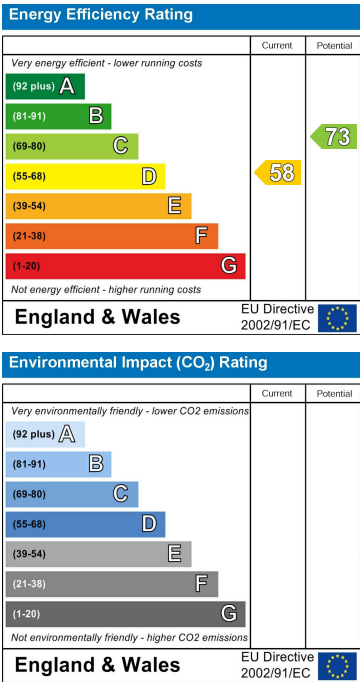 Energy Efficiency Rating
Current Potential
Very energy efficient - lower running costs
(92 plus) A
(81-91) B
(69-80) C
(55-68) D
(39-54) E
(21-38) F
(1-20) G
73
58
Not energy efficient - higher running costs
England & Wales
EU Directive
2002/91/EC
Environmental Impact (CO₂) Rating
Current Potential
Very environmentally friendly - lower CO2 emissions
(92 plus) A
(81-91) B
(69-80) C
(55-68) D
(39-54) E
(21-38) F
(1-20) G
Not environmentally friendly - higher CO2 emissions
England & Wales
EU Directive
2002/91/EC